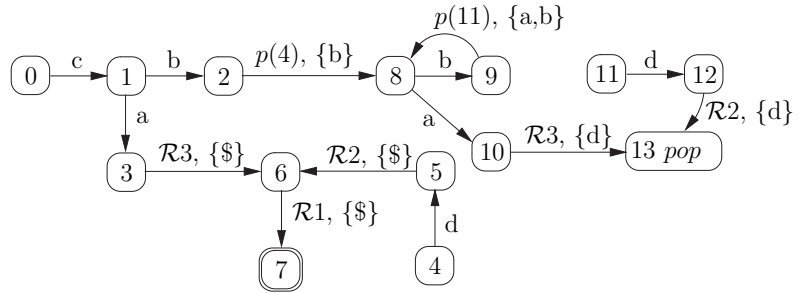 p(11), {a,b}
0 c 1 b 2 p(4), {b} 8 b 9 11 d 12
a a ℛ2, {d}
3 ℛ3, {$} 6 ℛ2, {$} 5 10 ℛ3, {d} 13 pop
ℛ1, {$} d
7 4